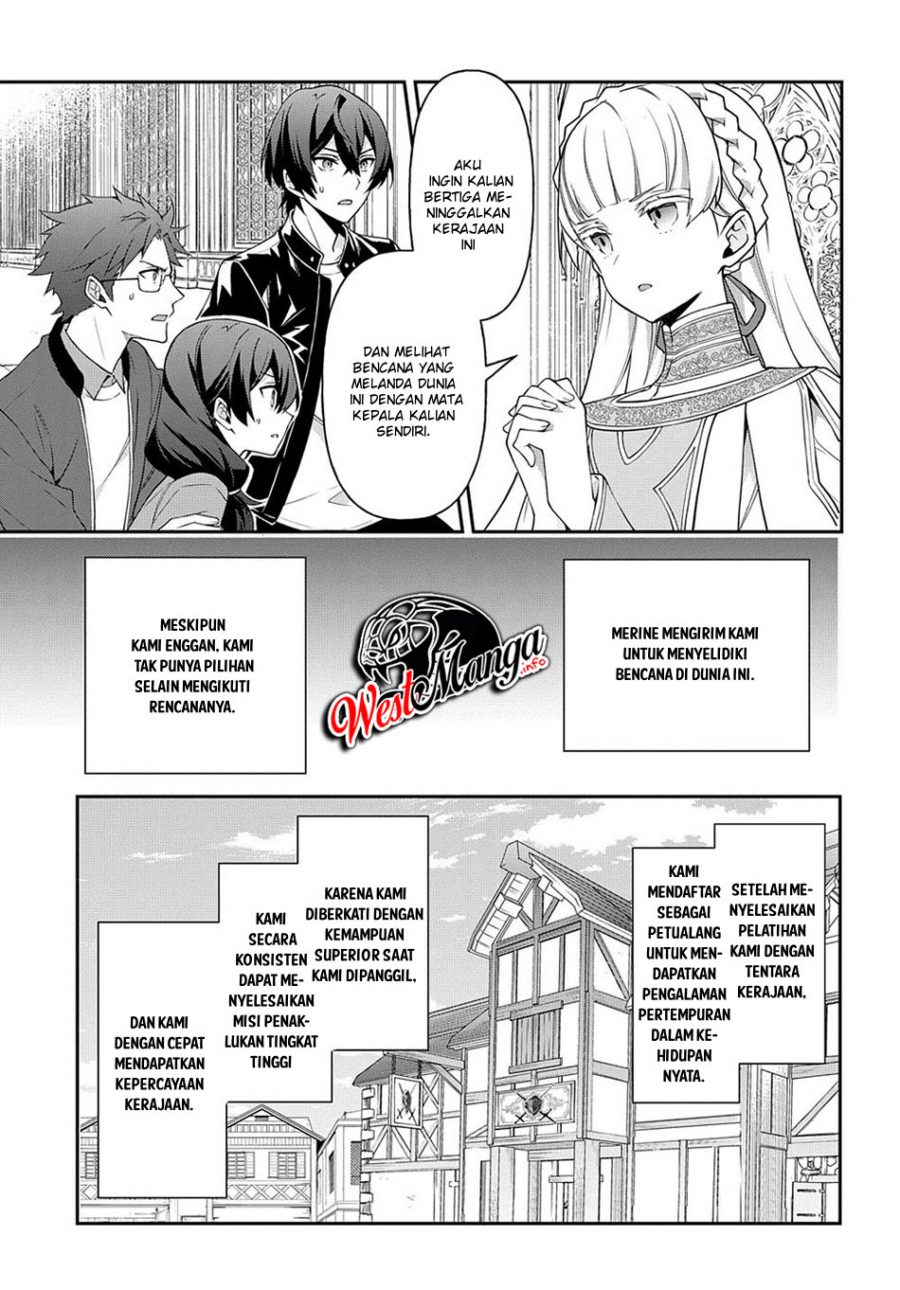 AKU
INGIN KALIAN
BERTIGA ME-
NINGGALKAN
KERAJAAN
INI
DAN MELIHAT
BENCANA YANG
MELANDA DUNIA
INI DENGAN MATA
KEPALA KALIAN
SENDIRI.
MERINE MENGIRIM KAMI
UNTUK MENYELIDIKI
BENCANA DI DUNIA INI.
MESKIPUN
KAMI ENGGAN, KAMI
TAK PUNYA PILIHAN
SELAIN MENGIKUTI
RENCANANYA.
WestManga
.info
SETELAH ME-
NYELESAIKAN
PELATIHAN
KAMI DENGAN
TENTARA
KERAJAAN,
KAMI
MENDAFTAR
SEBAGAI
PETUALANG
UNTUK MEN-
DAPATKAN
PENGALAMAN
PERTEMPURAN
DALAM KE-
HIDUPAN
NYATA.
KARENA KAMI
DIBERKATI DENGAN
KEMAMPUAN
SUPERIOR SAAT
KAMI DIPANGGIL,
KAMI
SECARA
KONSISTEN
DAPAT ME-
NYELESAIKAN
MISI PENAK-
LUKAN TINGKAT
TINGGI
DAN KAMI
DENGAN CEPAT
MENDAPATKAN
KEPERCAYAAN
KERAJAAN.